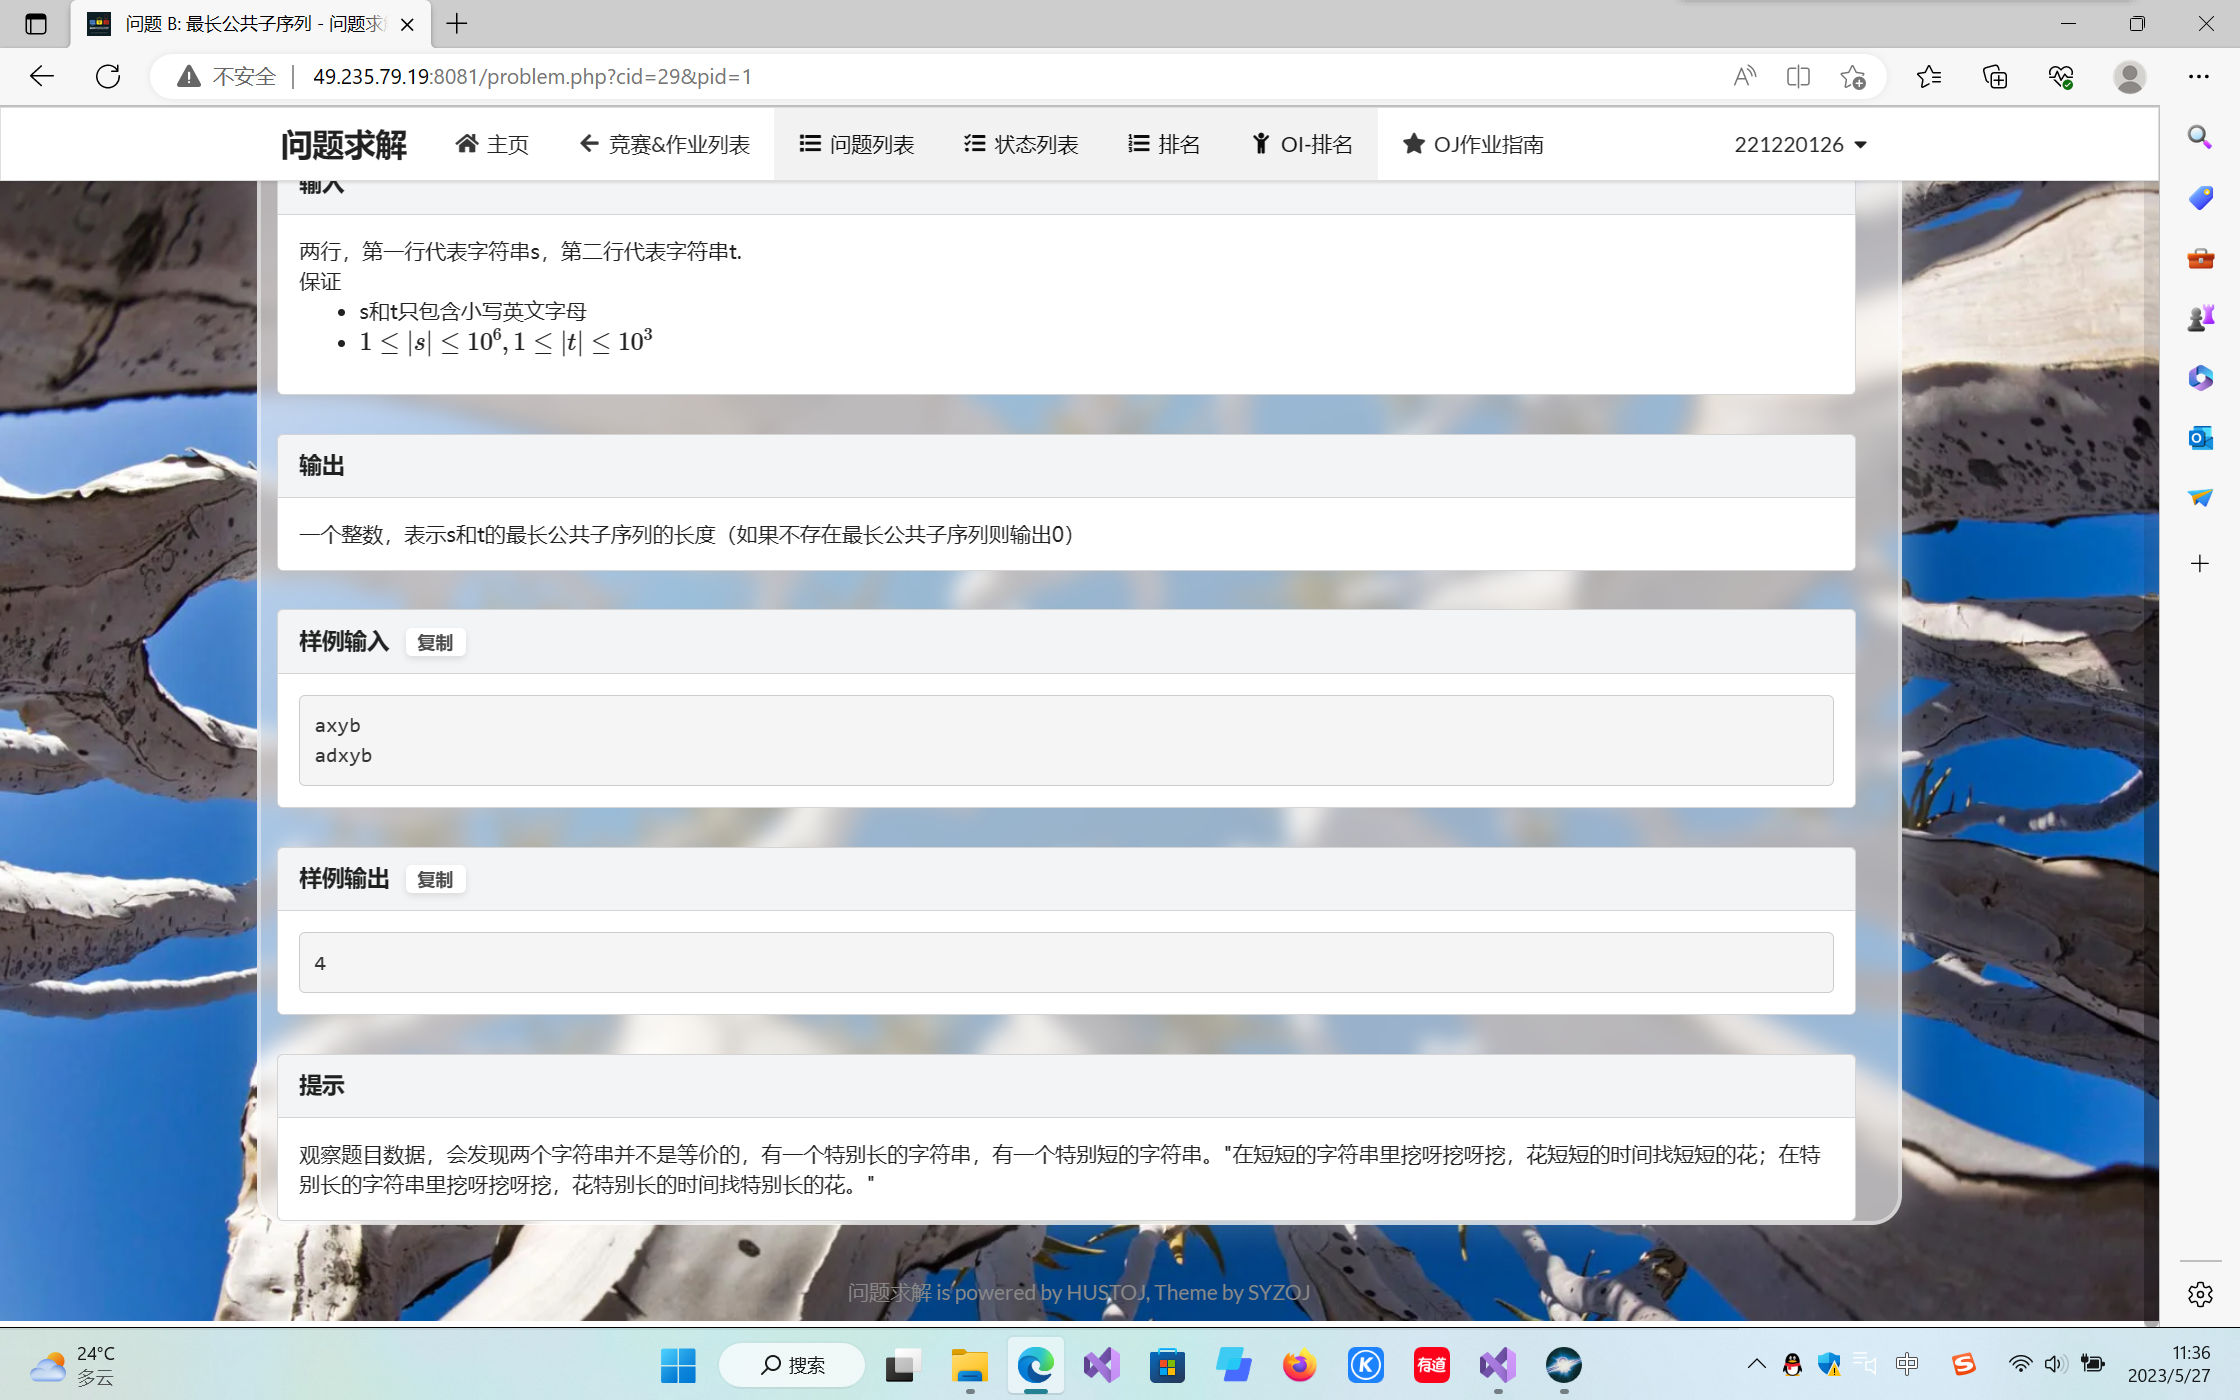 问题 B: 最长公共子序列 - 问题求
不安全 | 49.235.79.19:8081/problem.php?cid=29&pid=1
问题求解 主页 竞赛&作业列表 问题列表 状态列表 排名 OI-排名 OJ作业指南 221220126
输入
两行，第一行代表字符串s，第二行代表字符串t.
保证
s和t只包含小写英文字母
1 ≤ |s| ≤ 10⁶, 1 ≤ |t| ≤ 10³
输出
一个整数，表示s和t的最长公共子序列的长度（如果不存在最长公共子序列则输出0）
样例输入 复制
axyb
adxyb
样例输出 复制
4
提示
观察题目数据，会发现两个字符串并不是等价的，有一个特别长的字符串，有一个特别短的字符串。"在短短的字符串里挖呀挖呀挖，花短短的时间找短短的花；在特
别长的字符串里挖呀挖呀挖，花特别长的时间找特别长的花。"
问题求解 is powered by HUSTOJ, Theme by SYZOJ
24°C
多云
搜索
有道
中
11:36
2023/5/27